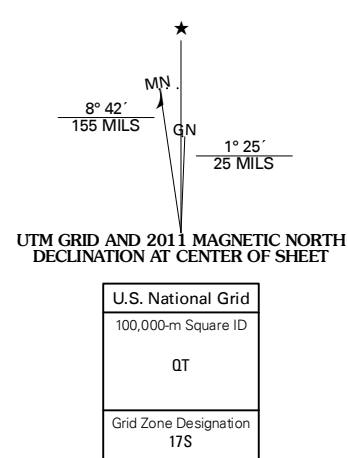 ★
MN
8° 42´
155 MILS
GN
1° 25´
25 MILS
UTM GRID AND 2011 MAGNETIC NORTH
DECLINATION AT CENTER OF SHEET
U.S. National Grid
100,000-m Square ID
QT
Grid Zone Designation
17S